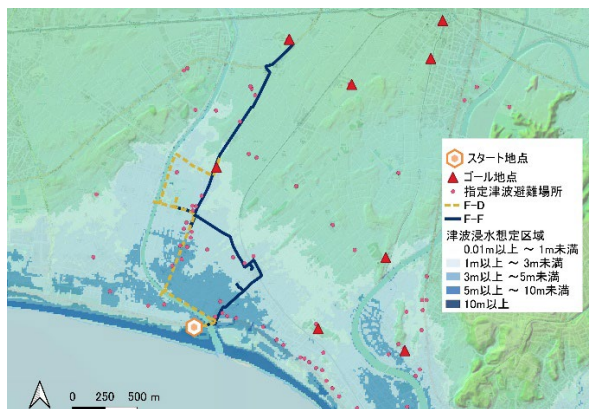 スタート地点
ゴール地点
指定津波避難場所
F-D
F-F
津波浸水想定区域
0.01m以上 ～ 1m未満
1m以上 ～ 3m未満
3m以上 ～5m未満
5m以上 ～ 10m未満
10m以上
0 250 500 m